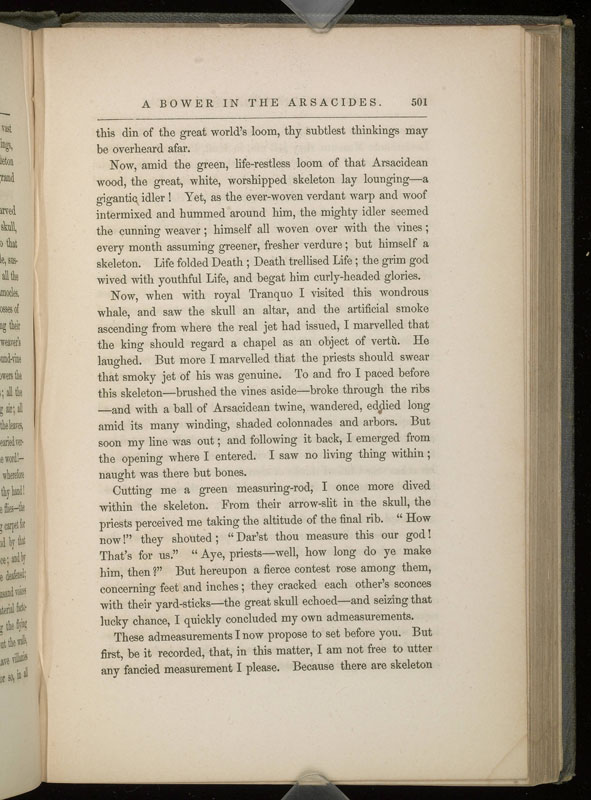 A BOWER IN THE ARSACIDES. 501
this din of the great world's loom, thy subtlest thinkings may
be overheard afar.
Now, amid the green, life-restless loom of that Arsacidean
wood, the great, white, worshipped skeleton lay lounging—a
gigantic idler! Yet, as the ever-woven verdant warp and woof
intermixed and hummed around him, the mighty idler seemed
the cunning weaver; himself all woven over with the vines;
every month assuming greener, fresher verdure; but himself a
skeleton. Life folded Death; Death trellised Life; the grim god
wived with youthful Life, and begat him curly-headed glories.
Now, when with royal Tranquo I visited this wondrous
whale, and saw the skull an altar, and the artificial smoke
ascending from where the real jet had issued, I marvelled that
the king should regard a chapel as an object of vertù. He
laughed. But more I marvelled that the priests should swear
that smoky jet of his was genuine. To and fro I paced before
this skeleton—brushed the vines aside—broke through the ribs
—and with a ball of Arsacidean twine, wandered, eddied long
amid its many winding, shaded colonnades and arbors. But
soon my line was out; and following it back, I emerged from
the opening where I entered. I saw no living thing within;
naught was there but bones.
Cutting me a green measuring-rod, I once more dived
within the skeleton. From their arrow-slit in the skull, the
priests perceived me taking the altitude of the final rib. "How
now!" they shouted; "Dar'st thou measure this our god!
That's for us." "Aye, priests—well, how long do ye make
him, then?" But hereupon a fierce contest rose among them,
concerning feet and inches; they cracked each other's sconces
with their yard-sticks—the great skull echoed—and seizing that
lucky chance, I quickly concluded my own admeasurements.
These admeasurements I now propose to set before you. But
first, be it recorded, that, in this matter, I am not free to utter
any fancied measurement I please. Because there are skeleton